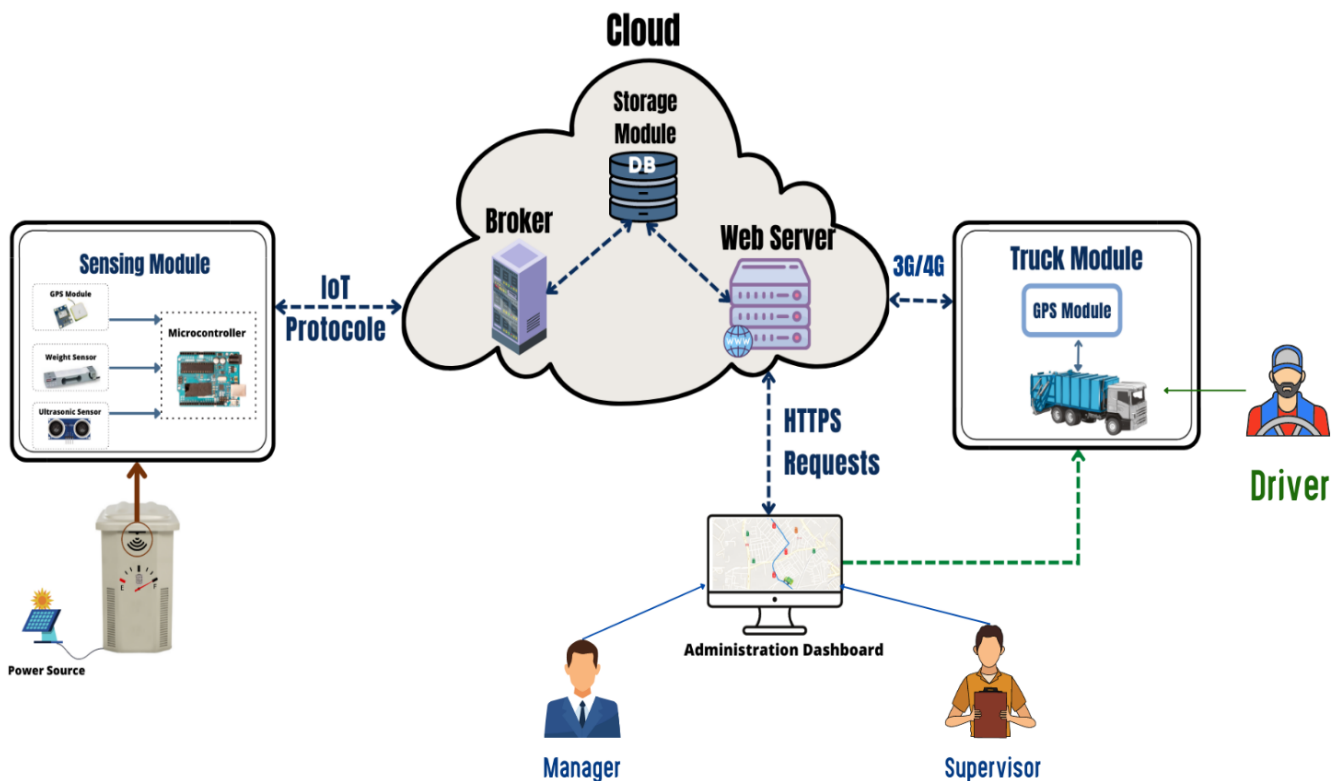 Cloud
Storage
Module
DB
Broker
Web Server
WWW
Sensing Module
GPS Module
Weight Sensor
Ultrasonic Sensor
Microcontroller
IoT
Protocole
3G/4G
Truck Module
GPS Module
HTTPS
Requests
Driver
E
F
Power Source
Administration Dashboard
Manager
Supervisor